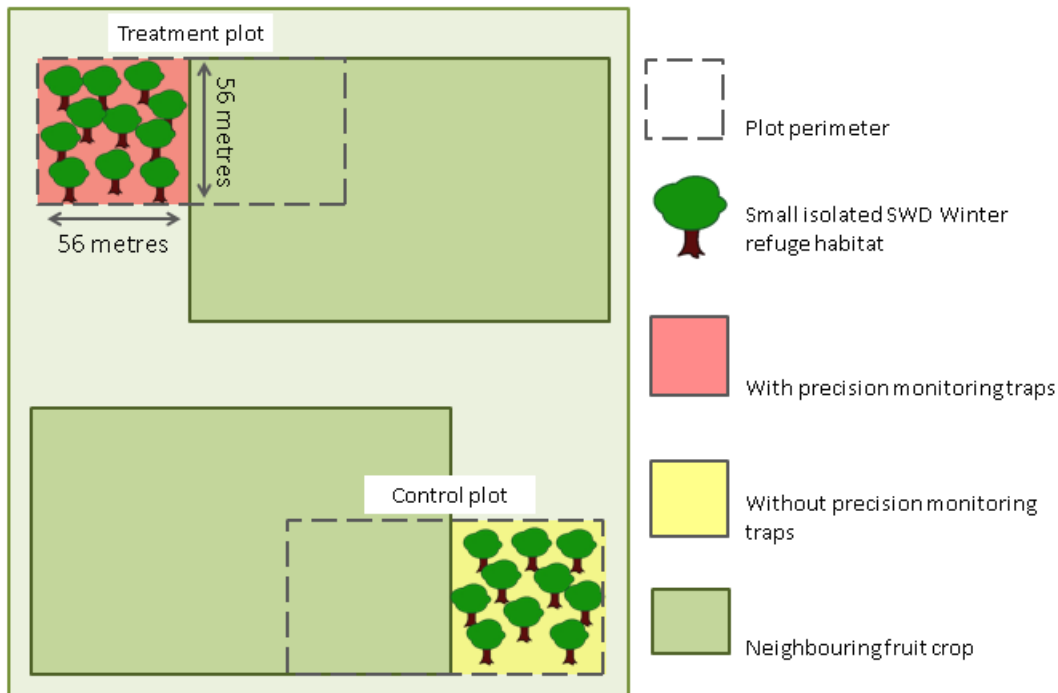 Treatment plot
56 metres
56 metres
Control plot
Plot perimeter
Small isolated SWD Winter
refuge habitat
With precision monitoring traps
Without precision monitoring
traps
Neighbouring fruit crop